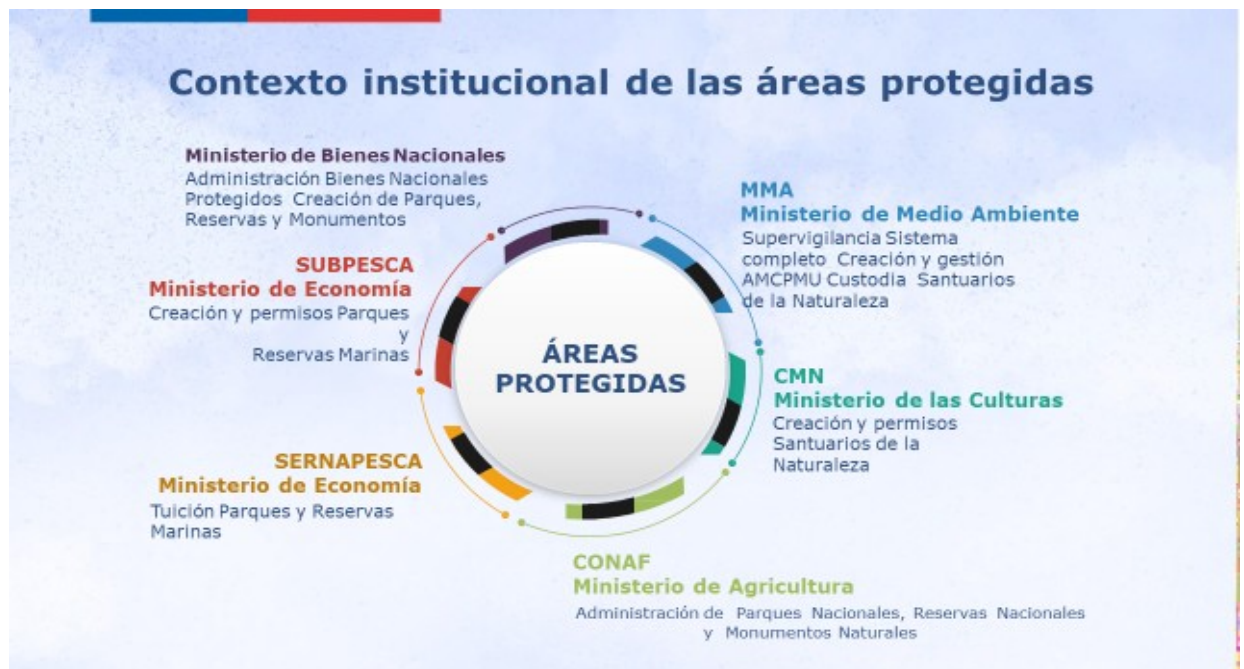 Contexto institucional de las áreas protegidas
Ministerio de Bienes Nacionales
Administración Bienes Nacionales
Protegidos Creación de Parques,
Reservas y Monumentos
MMA
Ministerio de Medio Ambiente
Supervigilancia Sistema
completo Creación y gestión
AMCPMU Custodia Santuarios
de la Naturaleza
SUBPESCA
Ministerio de Economía
Creación y permisos Parques
y
Reservas Marinas
ÁREAS
PROTEGIDAS
CMN
Ministerio de las Culturas
Creación y permisos
Santuarios de la
Naturaleza
SERNAPESCA
Ministerio de Economía
Tuición Parques y Reservas
Marinas
CONAF
Ministerio de Agricultura
Administración de Parques Nacionales, Reservas Nacionales
y Monumentos Naturales